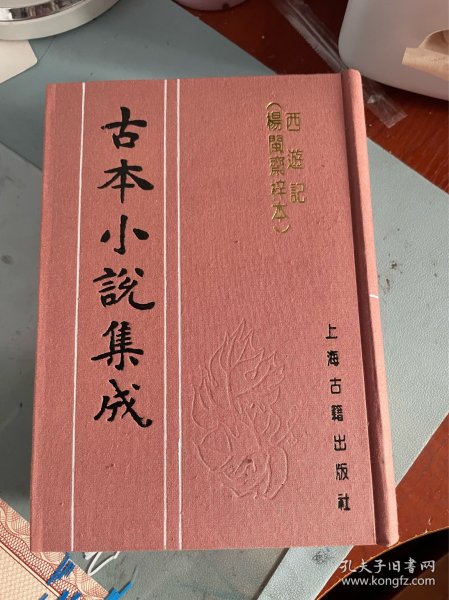 西遊記
（楊閩齋梓本）
古本小說集成
上海古籍出版社
孔夫子旧书网
www.kongfz.com